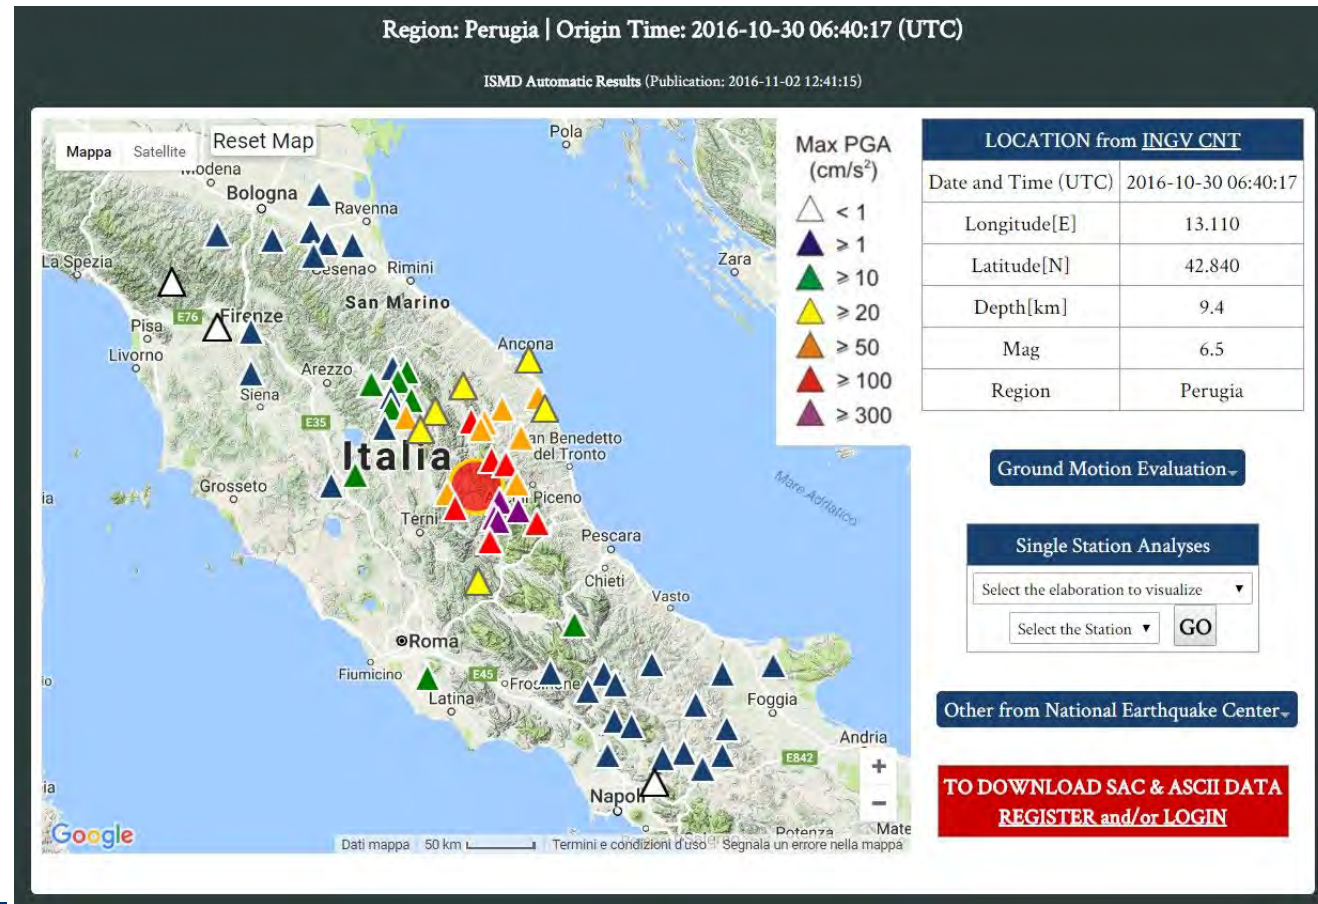 Region: Perugia | Origin Time: 2016-10-30 06:40:17 (UTC)
ISMD Automatic Results (Publication: 2016-11-02 12:41:15)
Mappa
Satellite
Reset Map
Pola
Bologna
Ravenna
La Spezia
Rimini
Zara
San Marino
E76
Firenze
Pisa
Livorno
Ancona
Arezzo
Siena
E35
Italia
del Tronto
Grosseto
Piceno
Mare Adriatico
Terni
Pescara
Chieti
Vasto
Roma
Fiumicino
E45
Latina
Foggia
Andria
E842
Napoli
Potenza
Mate
+
−
Google
Dati mappa
50 km
Termini e condizioni d'uso
Segnala un errore nella mappa
Max PGA
(cm/s²)
< 1
⩾ 1
⩾ 10
⩾ 20
⩾ 50
⩾ 100
⩾ 300
LOCATION from INGV CNT
Date and Time (UTC) 2016-10-30 06:40:17
Longitude[E] 13.110
Latitude[N] 42.840
Depth[km] 9.4
Mag 6.5
Region Perugia
Ground Motion Evaluation
Single Station Analyses
Select the elaboration to visualize
Select the Station
GO
Other from National Earthquake Center
TO DOWNLOAD SAC & ASCII DATA
REGISTER and/or LOGIN